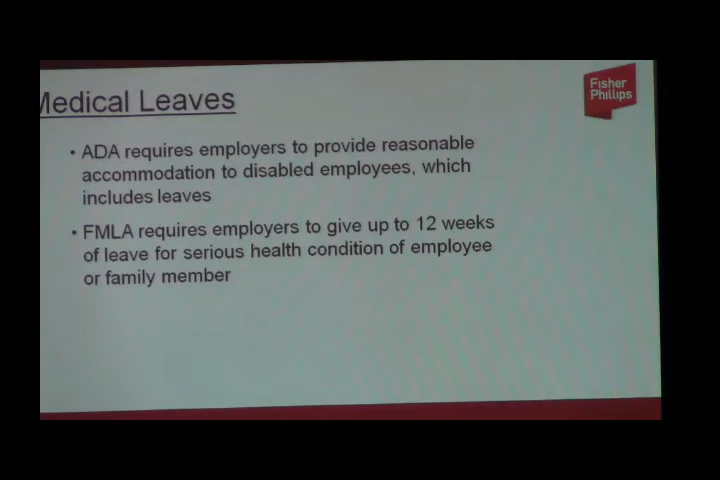 Medical Leaves
Fisher
Phillips
• ADA requires employers to provide reasonable
accommodation to disabled employees, which
includes leaves
• FMLA requires employers to give up to 12 weeks
of leave for serious health condition of employee
or family member